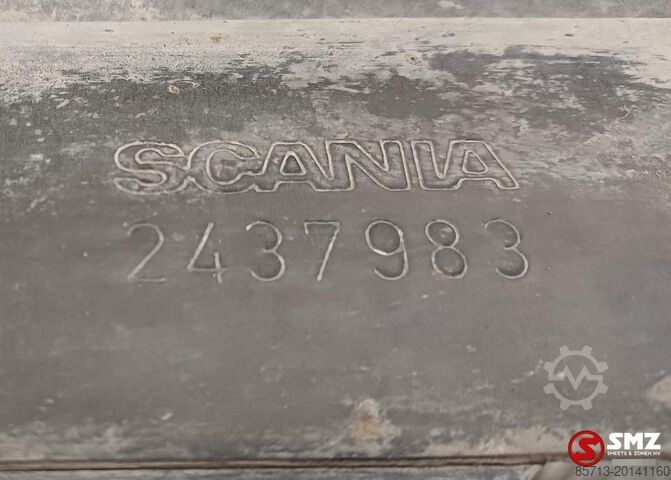 SCANIA
2437983
SMZ
SMEETS & ZONEN NV
85713-20141160